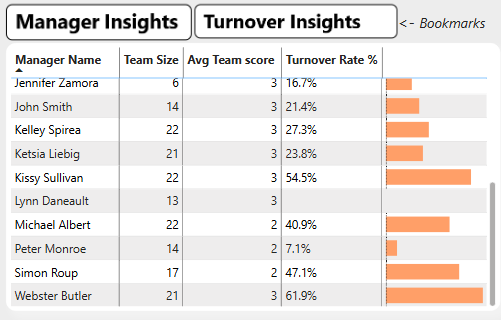 Manager Insights Turnover Insights <- Bookmarks
Manager Name Team Size Avg Team score Turnover Rate %
Jennifer Zamora 6 3 16.7%
John Smith 14 3 21.4%
Kelley Spirea 22 3 27.3%
Ketsia Liebig 21 3 23.8%
Kissy Sullivan 22 3 54.5%
Lynn Daneault 13 3
Michael Albert 22 2 40.9%
Peter Monroe 14 2 7.1%
Simon Roup 17 2 47.1%
Webster Butler 21 3 61.9%